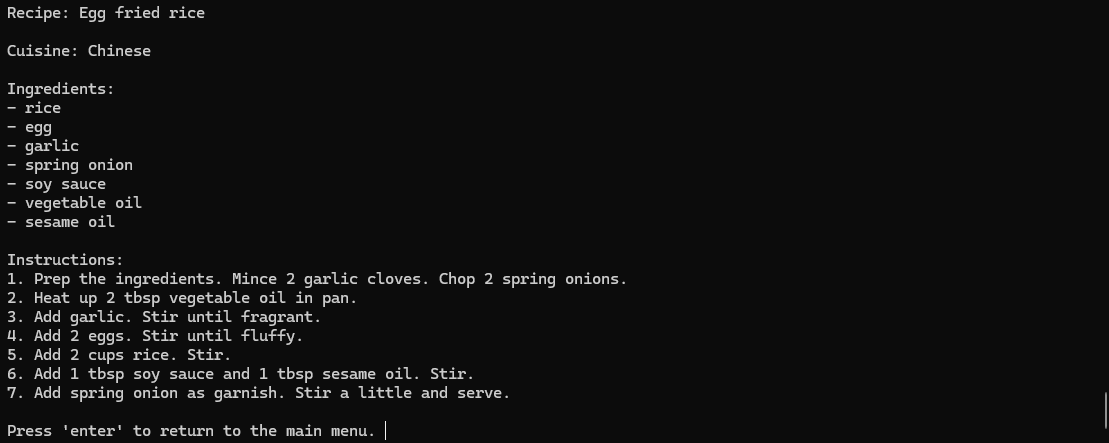 Recipe: Egg fried rice
Cuisine: Chinese
Ingredients:
- rice
- egg
- garlic
- spring onion
- soy sauce
- vegetable oil
- sesame oil
Instructions:
1. Prep the ingredients. Mince 2 garlic cloves. Chop 2 spring onions.
2. Heat up 2 tbsp vegetable oil in pan.
3. Add garlic. Stir until fragrant.
4. Add 2 eggs. Stir until fluffy.
5. Add 2 cups rice. Stir.
6. Add 1 tbsp soy sauce and 1 tbsp sesame oil. Stir.
7. Add spring onion as garnish. Stir a little and serve.
Press 'enter' to return to the main menu.